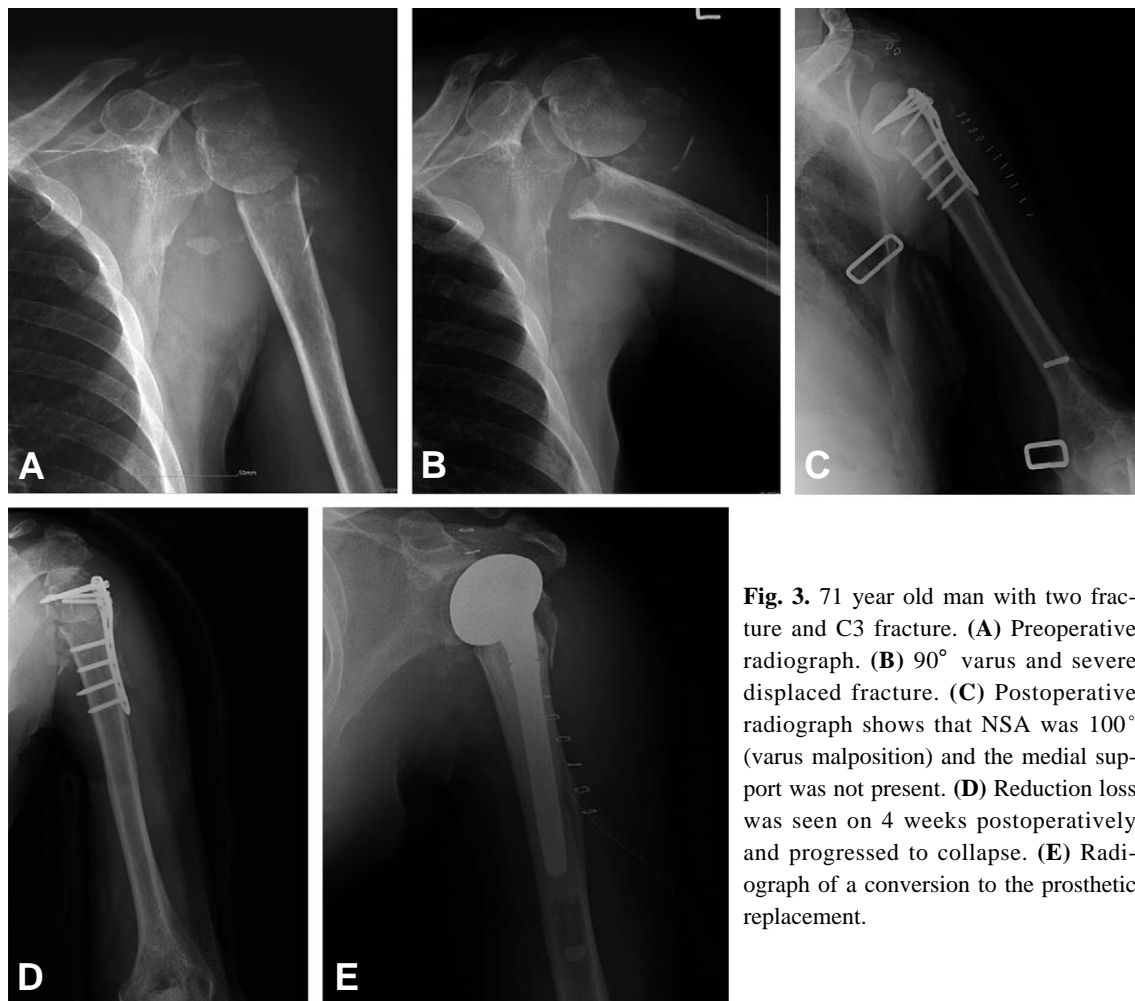 A
B
C
D
E
Fig. 3. 71 year old man with two frac-
ture and C3 fracture. (A) Preoperative
radiograph. (B) 90° varus and severe
displaced fracture. (C) Postoperative
radiograph shows that NSA was 100°
(varus malposition) and the medial sup-
port was not present. (D) Reduction loss
was seen on 4 weeks postoperatively
and progressed to collapse. (E) Radi-
ograph of a conversion to the prosthetic
replacement.